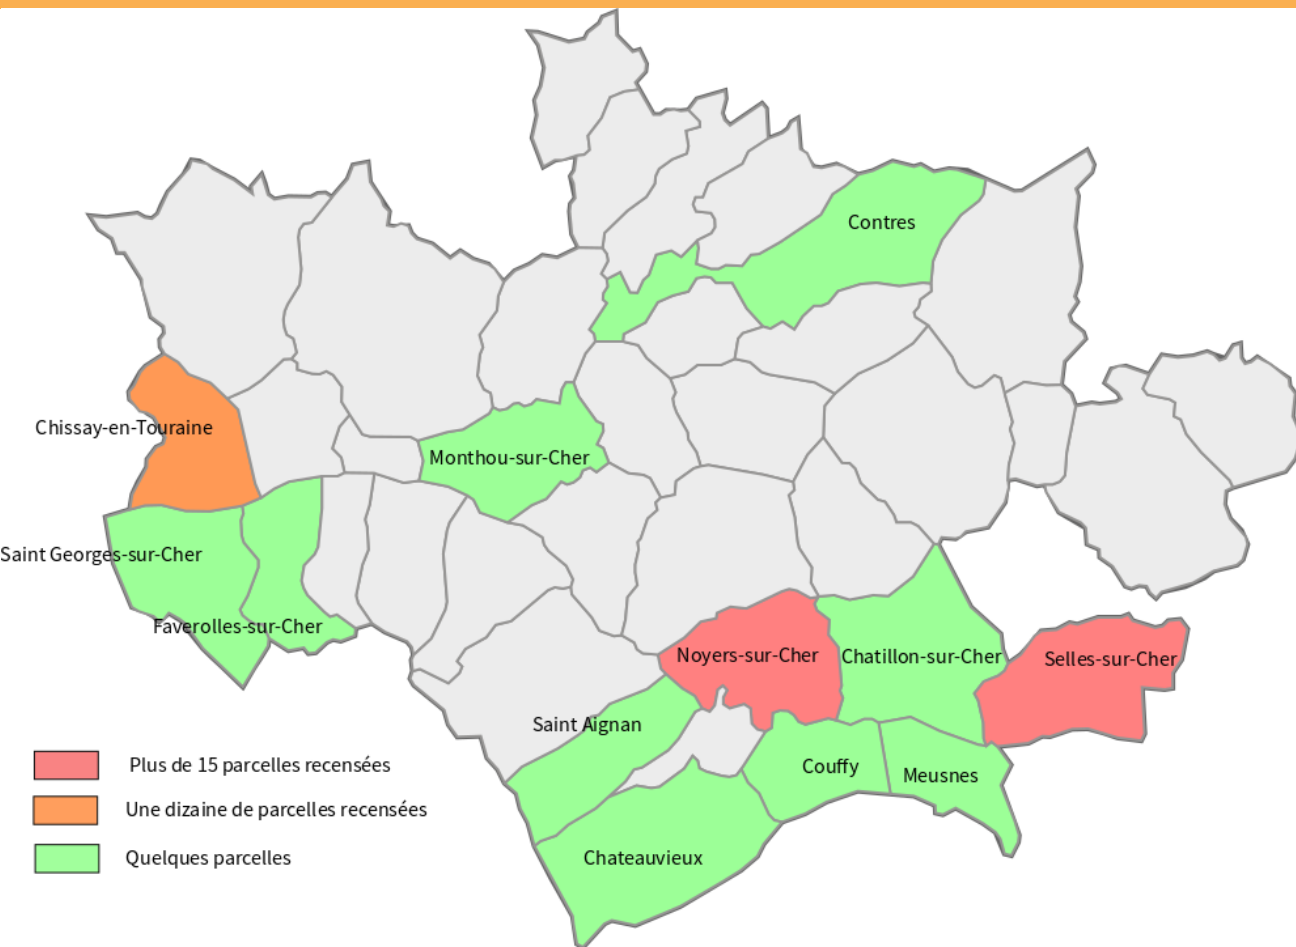 Contres
Chissay-en-Touraine
Monthou-sur-Cher
Saint Georges-sur-Cher
Faverolles-sur-Cher
Noyers-sur-Cher
Chatillon-sur-Cher
Selles-sur-Cher
Saint Aignan
Couffy
Meusnes
Chateauvieux
Plus de 15 parcelles recensées
Une dizaine de parcelles recensées
Quelques parcelles